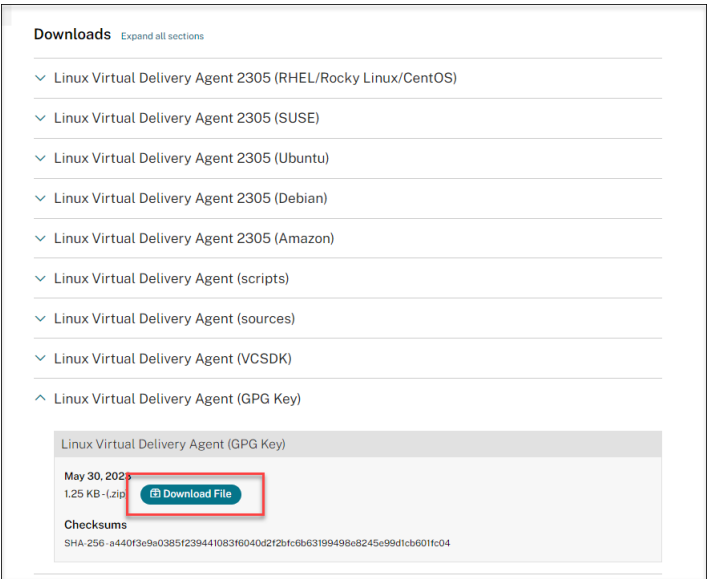 Downloads Expand all sections
Linux Virtual Delivery Agent 2305 (RHEL/Rocky Linux/CentOS)
Linux Virtual Delivery Agent 2305 (SUSE)
Linux Virtual Delivery Agent 2305 (Ubuntu)
Linux Virtual Delivery Agent 2305 (Debian)
Linux Virtual Delivery Agent 2305 (Amazon)
Linux Virtual Delivery Agent (scripts)
Linux Virtual Delivery Agent (sources)
Linux Virtual Delivery Agent (VCSDK)
Linux Virtual Delivery Agent (GPG Key)
Linux Virtual Delivery Agent (GPG Key)
May 30, 2023
1.25 KB - (.zip Download File
Checksums
SHA-256 - a440f3e9a0385f239441083f6040d2f2bfc6b63199498e8245e99d1cb601fc04